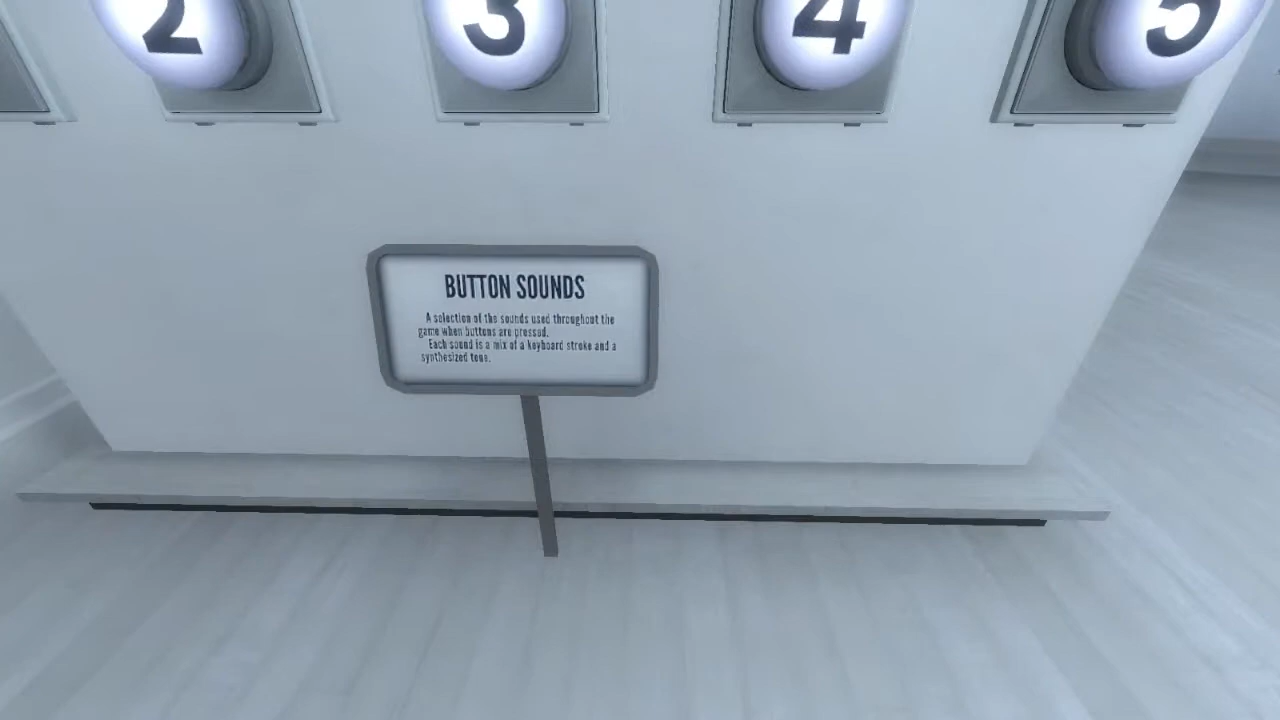 2 3 4 5
BUTTON SOUNDS
A selection of the sounds used throughout the
game when buttons are pressed.
Each sound is a mix of a keyboard stroke and a
synthesized tone.